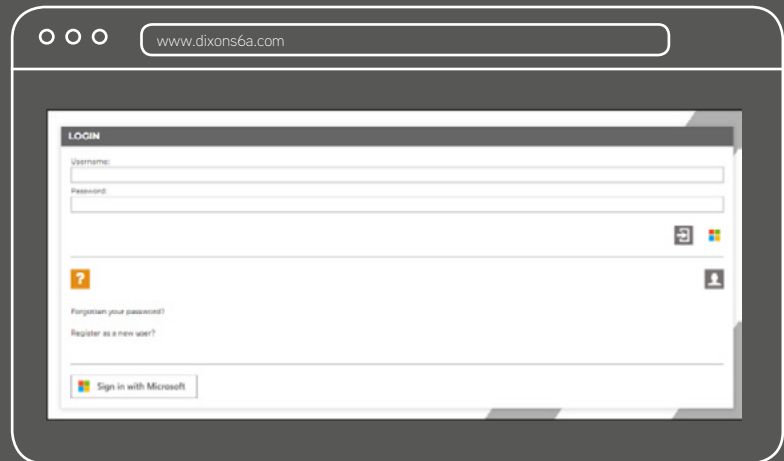 www.dixons6a.com
LOGIN
Username:
Password:
?
Forgotten your password?
Register as a new user?
Sign in with Microsoft